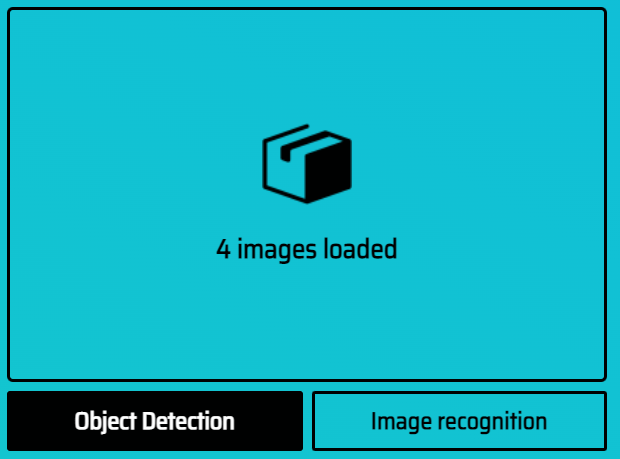 4 images loaded
Object Detection
Image recognition